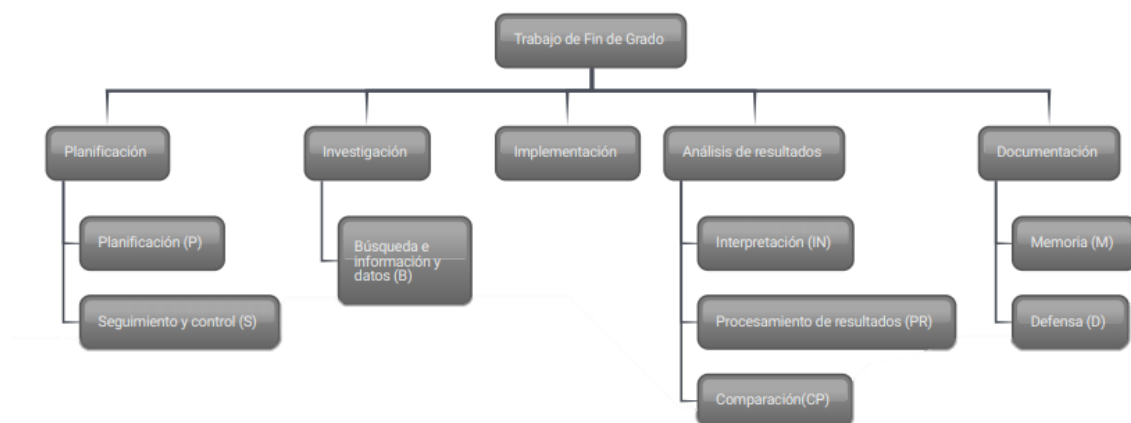 Trabajo de Fin de Grado
Planificación
Investigación
Implementación
Análisis de resultados
Documentación
Planificación (P)
Búsqueda e
información y
datos (B)
Interpretación (IN)
Memoria (M)
Seguimiento y control (S)
Procesamiento de resultados (PR)
Defensa (D)
Comparación(CP)